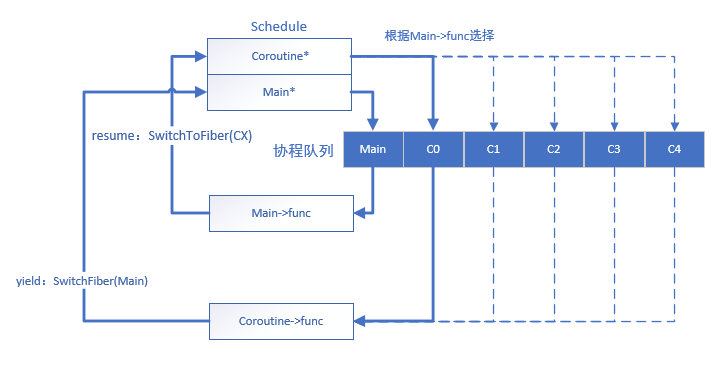 Schedule
Coroutine*
根据Main->func选择
Main*
resume：SwitchToFiber(CX)
协程队列
Main
C0
C1
C2
C3
C4
Main->func
yield：SwitchFiber(Main)
Coroutine->func